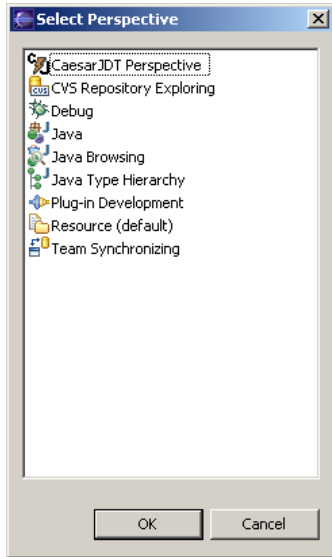 Select Perspective
CaesarJDT Perspective
CVS Repository Exploring
Debug
Java
Java Browsing
Java Type Hierarchy
Plug-in Development
Resource (default)
Team Synchronizing
OK Cancel